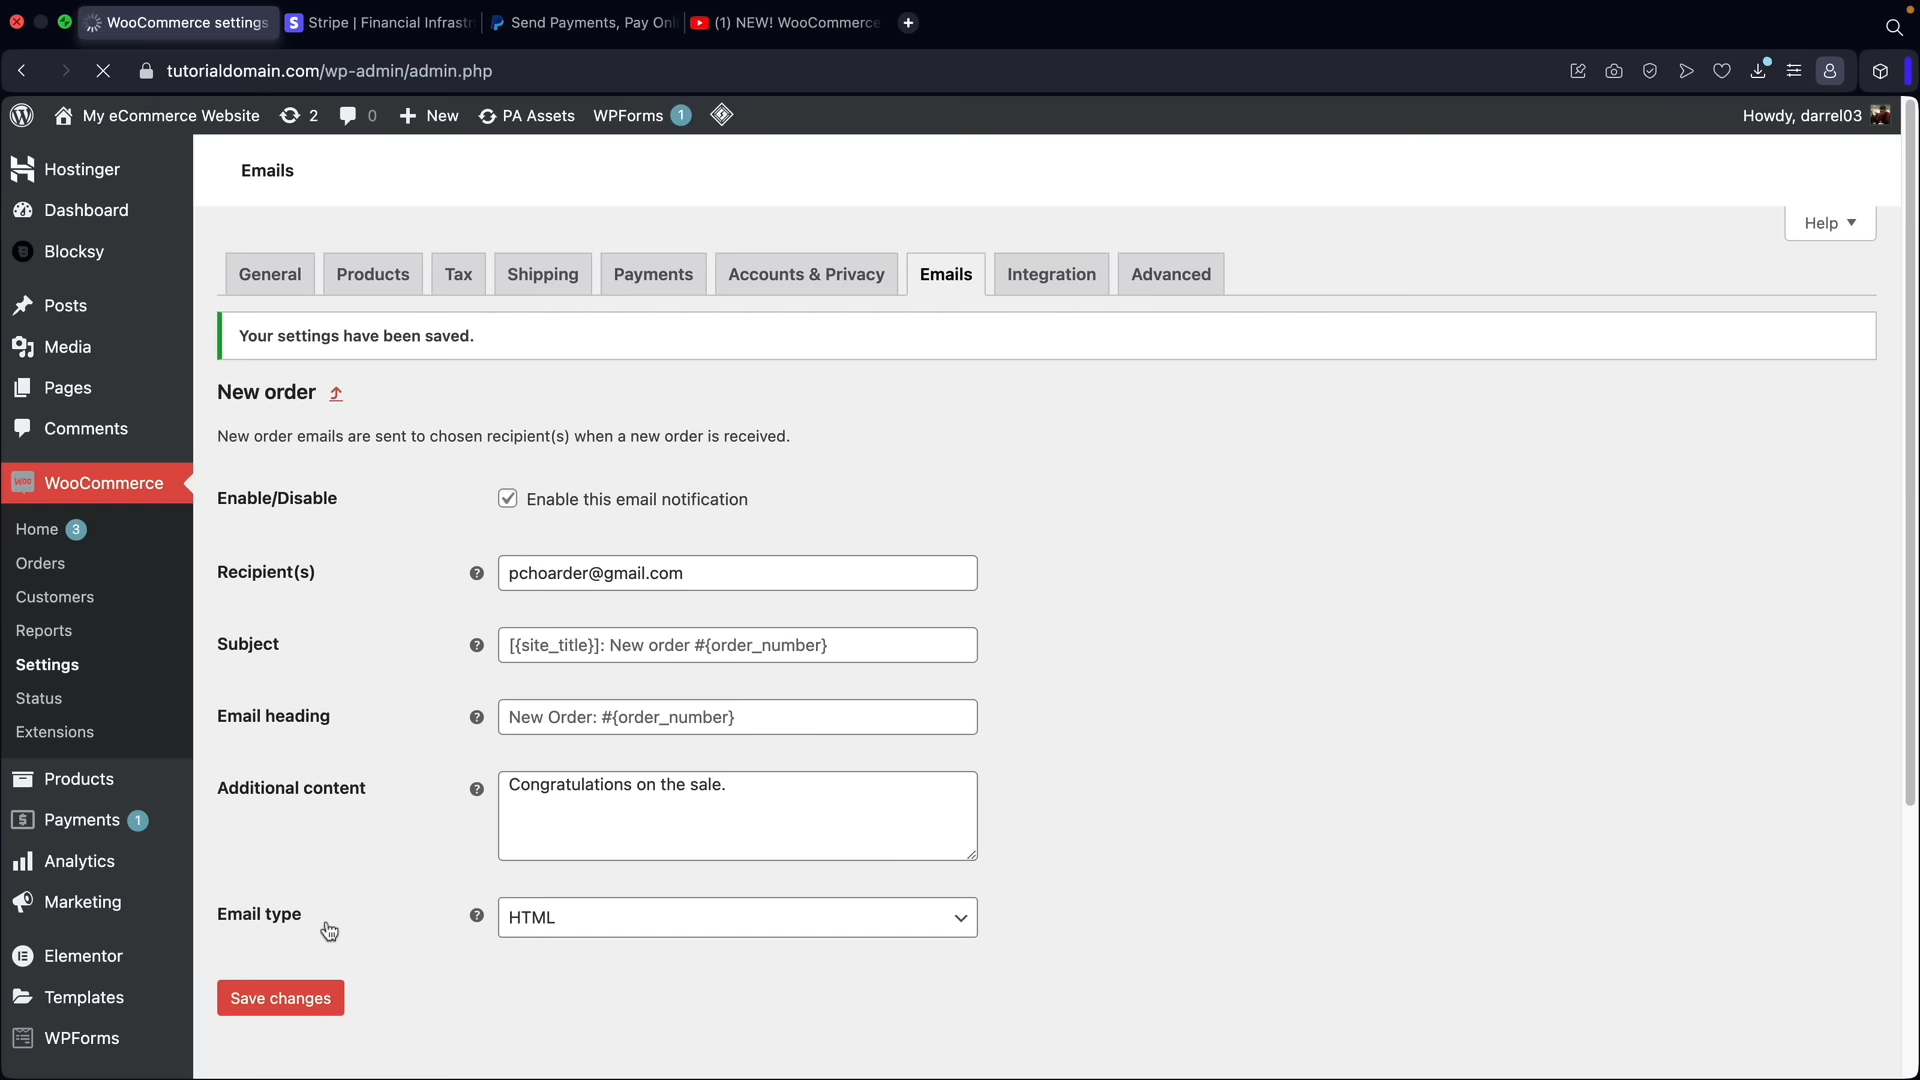 WooCommerce settings
S Stripe | Financial Infrastr
Send Payments, Pay Onl
(1) NEW! WooCommerce
tutorialdomain.com/wp-admin/admin.php
My eCommerce Website
2
0
New
PA Assets
WPForms 1
Howdy, darrel03
Hostinger
Dashboard
Blocksy
Posts
Media
Pages
Comments
WOO WooCommerce
Home 3
Orders
Customers
Reports
Settings
Status
Extensions
Products
Payments 1
Analytics
Marketing
Elementor
Templates
WPForms
Emails
Help
General
Products
Tax
Shipping
Payments
Accounts & Privacy
Emails
Integration
Advanced
Your settings have been saved.
New order
New order emails are sent to chosen recipient(s) when a new order is received.
Enable/Disable
Enable this email notification
Recipient(s)
pchoarder@gmail.com
Subject
[{site_title}]: New order #{order_number}
Email heading
New Order: #{order_number}
Additional content
Congratulations on the sale.
Email type
HTML
Save changes